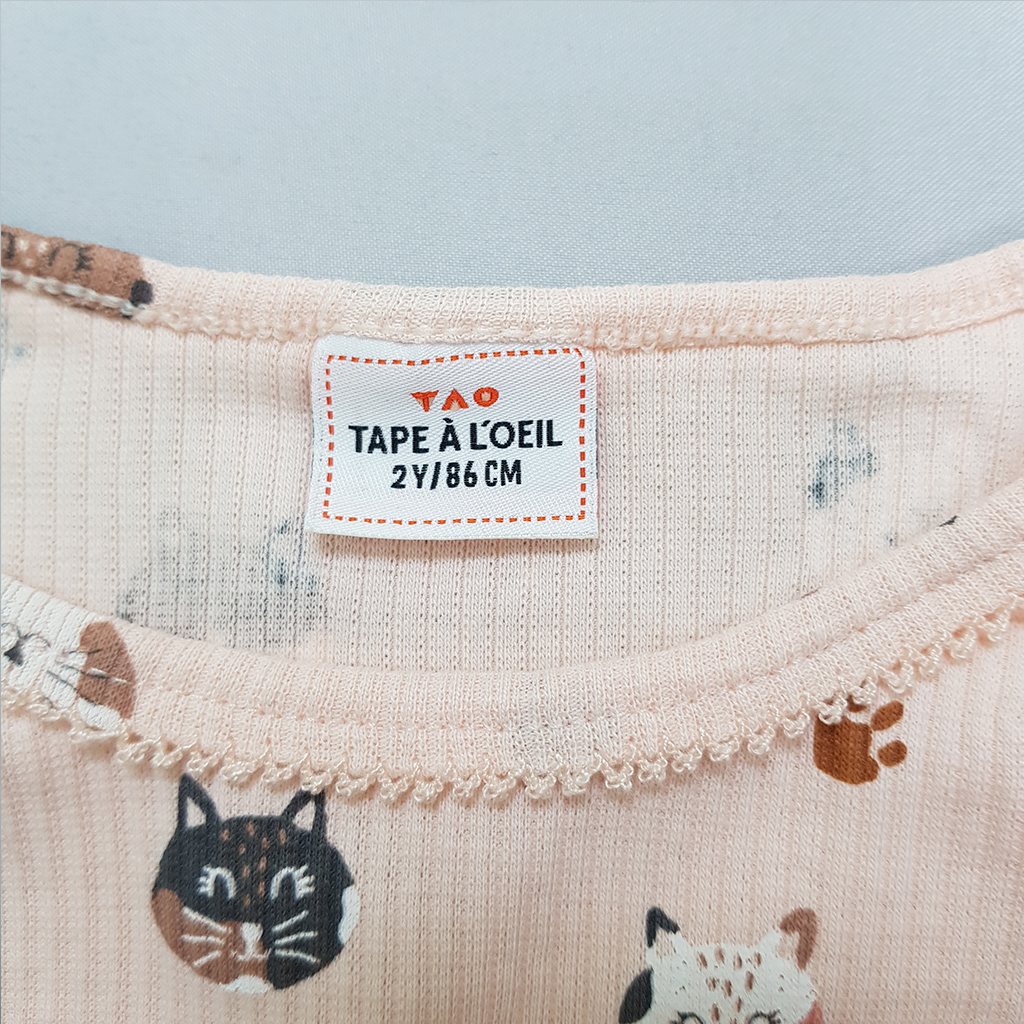 TAO
TAPE À L'OEIL
2Y/86 CM